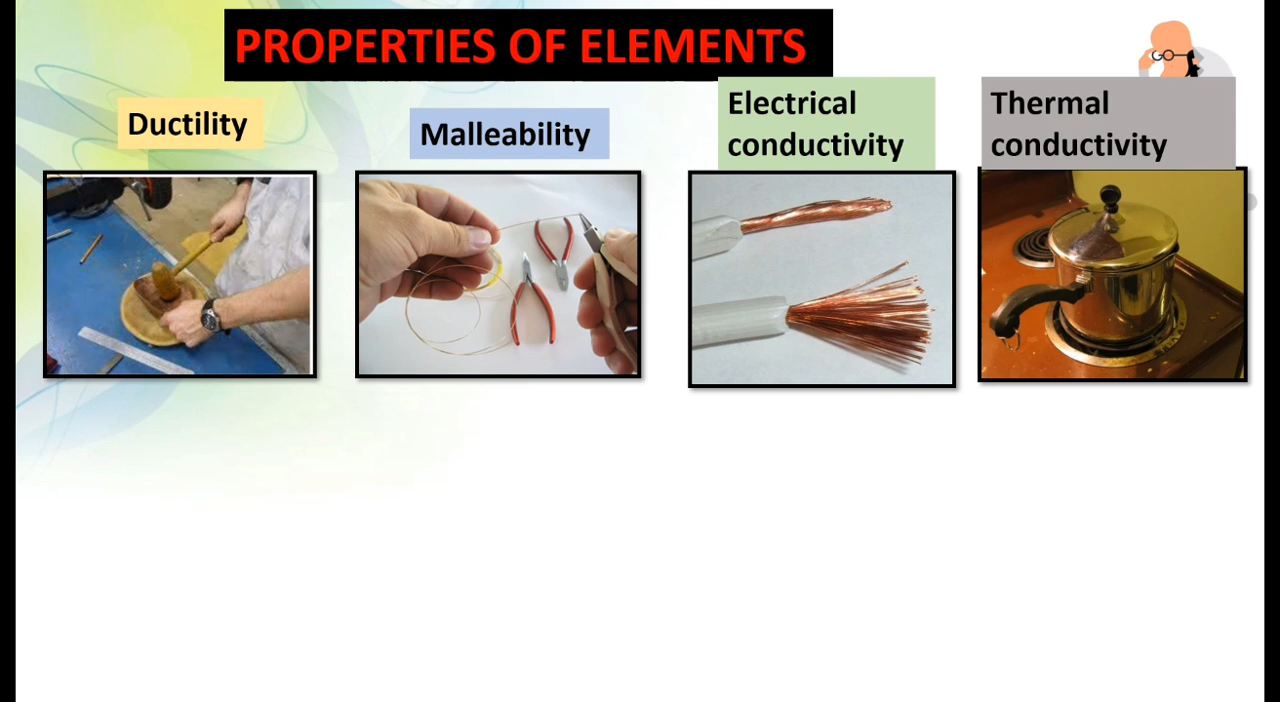 PROPERTIES OF ELEMENTS
Ductility
Malleability
Electrical
conductivity
Thermal
conductivity